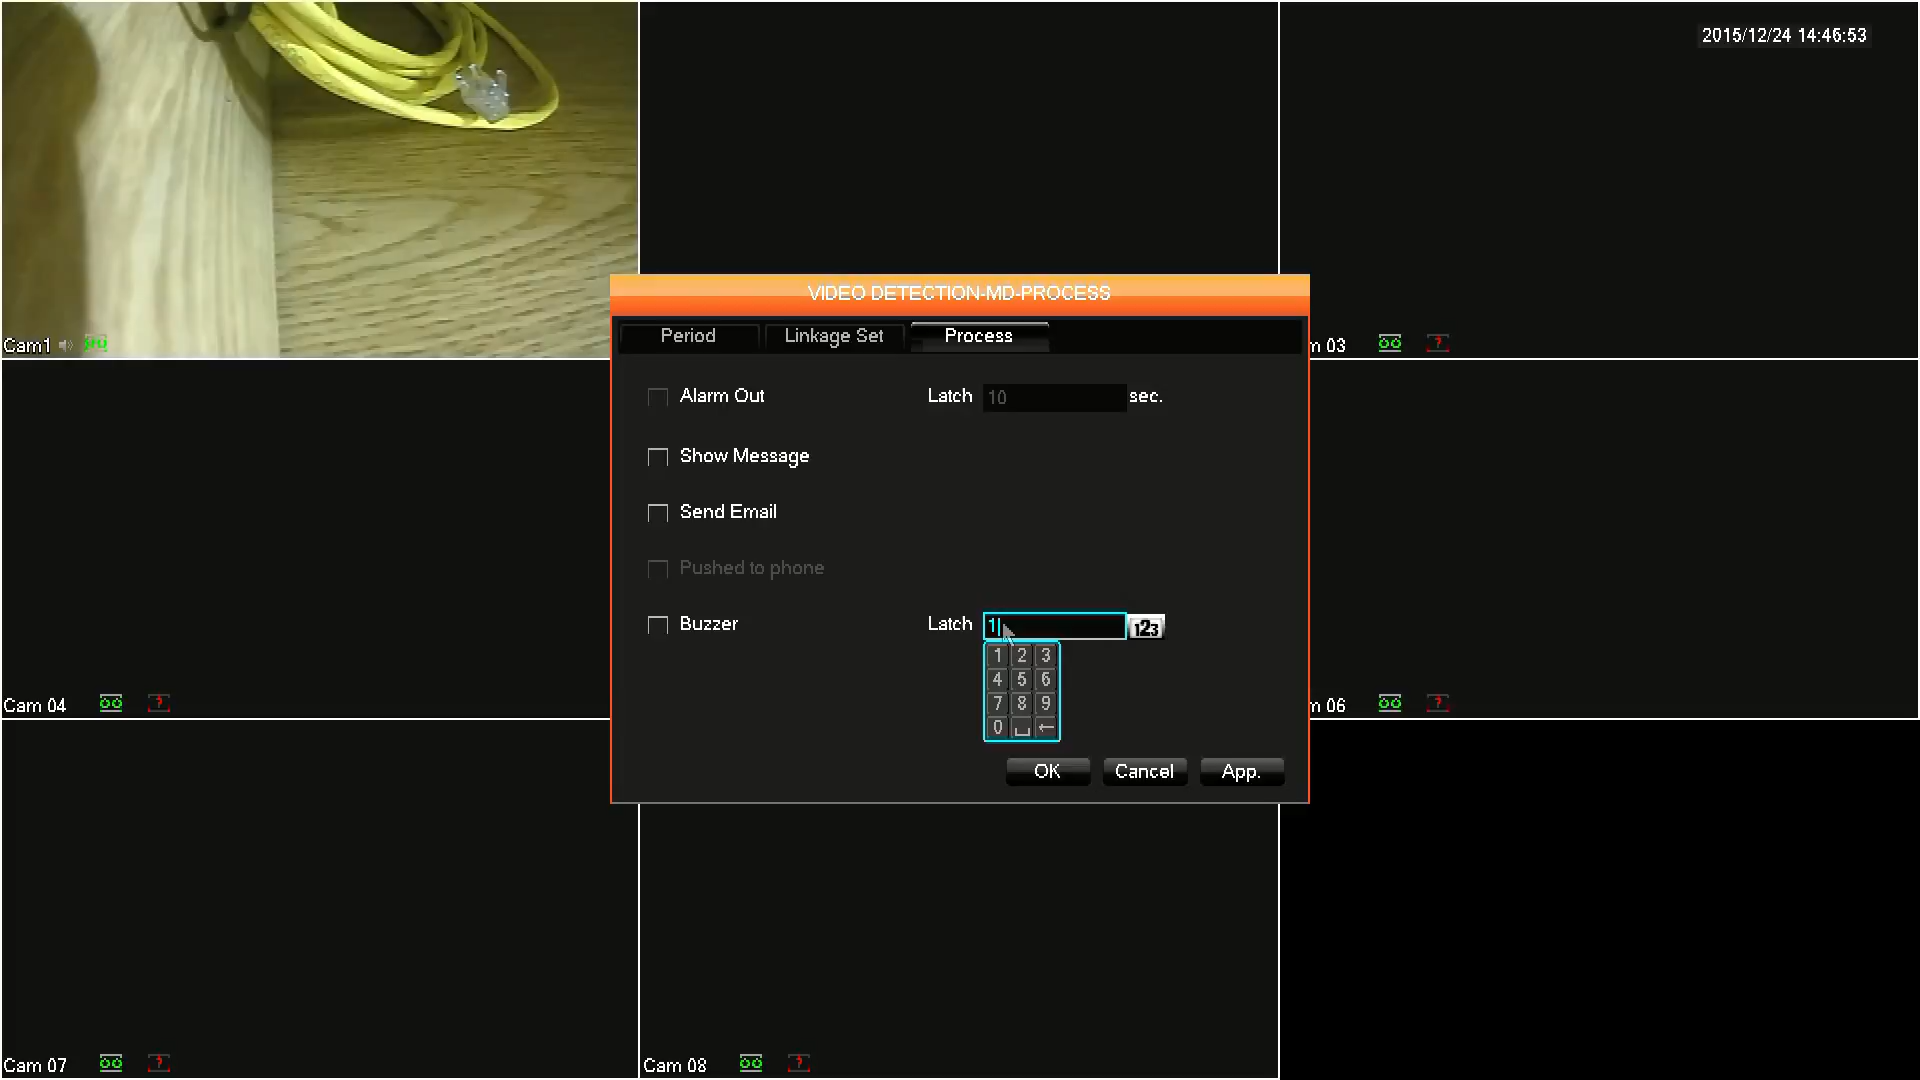 2015/12/24 14:46:53
Cam1
VIDEO DETECTION-MD-PROCESS
Period Linkage Set Process
m 03
Alarm Out Latch 10 sec.
Show Message
Send Email
Pushed to phone
Buzzer Latch 1 123
1 2 3
4 5 6
7 8 9
0 ←
Cam 04
m 06
OK Cancel App.
Cam 07
Cam 08